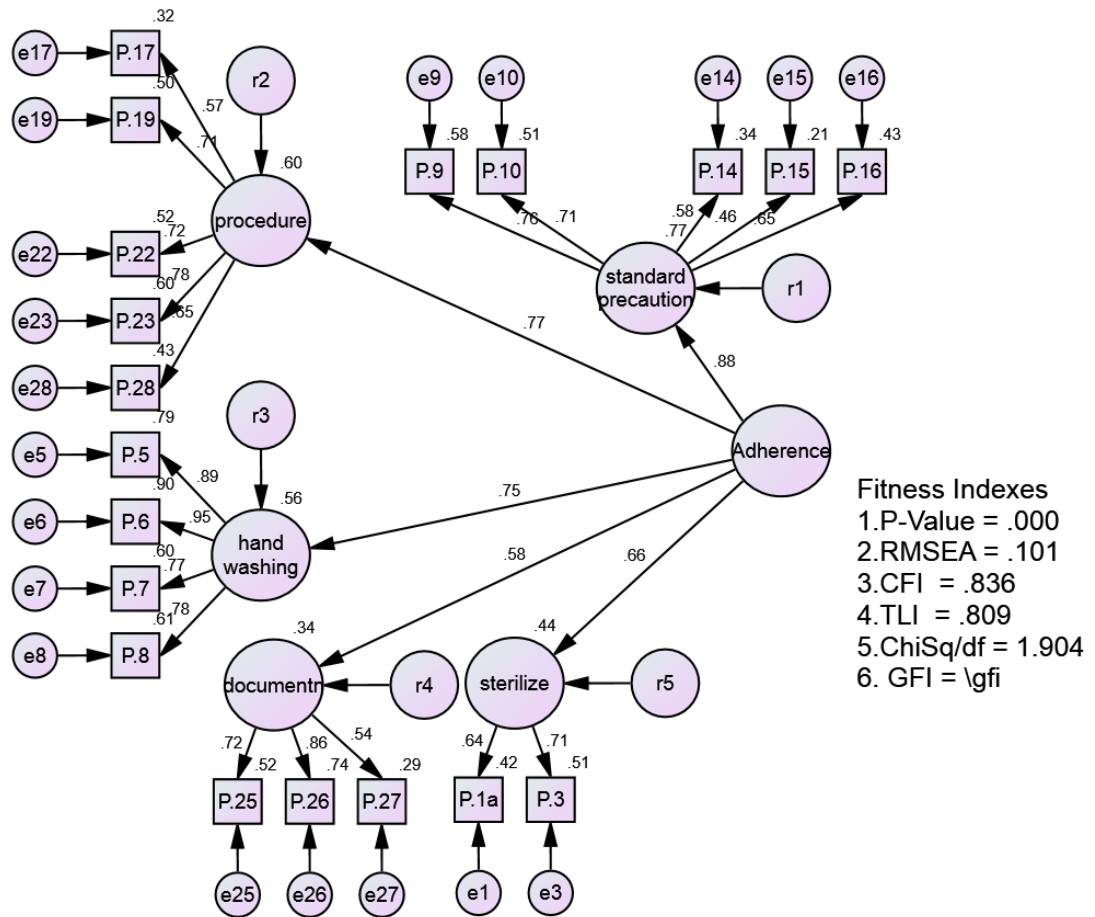 .32
e17
P.17
r2
.50
.57
e19
P.19
.71
.60
procedure
.52
.72
e22
P.22
.78
.60
e23
P.23
.65
.43
e28
P.28
e9
e10
e14
e15
e16
.58
.51
.34
.21
.43
P.9
P.10
P.14
P.15
P.16
.76
.71
.58
.46
.65
.77
standard
precaution
r1
.77
.88
Adherence
r3
.79
e5
P.5
.89
.90
.56
e6
P.6
.95
hand
washing
.60
.77
e7
P.7
.78
.61
e8
P.8
.75
.58
.66
Fitness Indexes
1.P-Value = .000
2.RMSEA = .101
3.CFI = .836
4.TLI = .809
5.ChiSq/df = 1.904
6. GFI = \gfi
.34
.44
documentn
r4
sterilize
r5
.72
.86
.54
.64
.71
.52
.74
.29
.42
.51
P.25
P.26
P.27
P.1a
P.3
e25
e26
e27
e1
e3